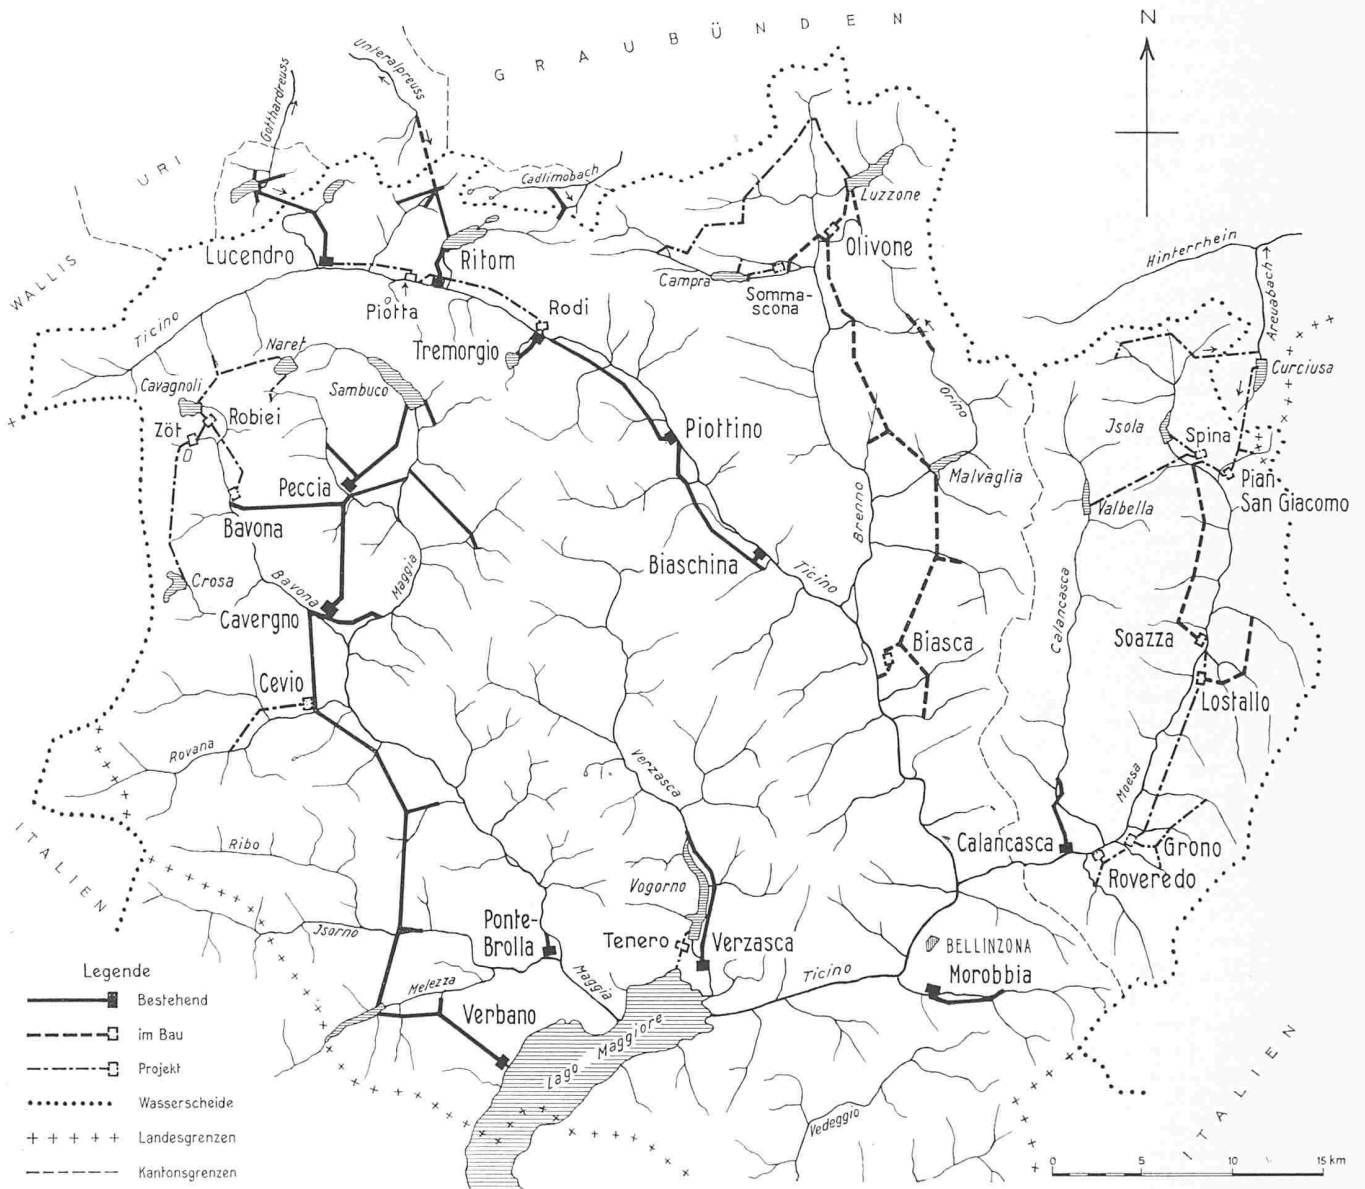 GRAUBÜNDEN
N
URI
WALLIS
Gotthardreuss
Unteralpreuss
Cadlimobach
Luzzone
Lucendro
Ritom
Olivone
Hinterrhein
Areuabach
Campra
Somma-
scona
Piotta
Rodi
Ticino
Tremorgio
Naret
Curciusa
Cavagnoli
Sambuco
Orino
Robiei
Zöt
Jsola
Spina
Piottino
Peccia
Malvaglia
Pian
San Giacomo
Valbella
Bavona
Brenno
Biaschina
Ticino
Maggia
Crosa
Bavona
Cavergno
Calancasca
Biasca
Soazza
Cevio
Lostallo
Rovana
Verzasca
Moesa
ITALIEN
Ribo
Calancasca
Grono
Roveredo
Vogorno
Jsorno
Ponte-
Brolla
Tenero
Verzasca
BELLINZONA
Morobbia
Ticino
Melezza
Maggia
Verbano
Lago Maggiore
Vedeggio
ITALIEN
Legende
Bestehend
im Bau
Projekt
Wasserscheide
Landesgrenzen
Kantonsgrenzen
0 5 10 15 km